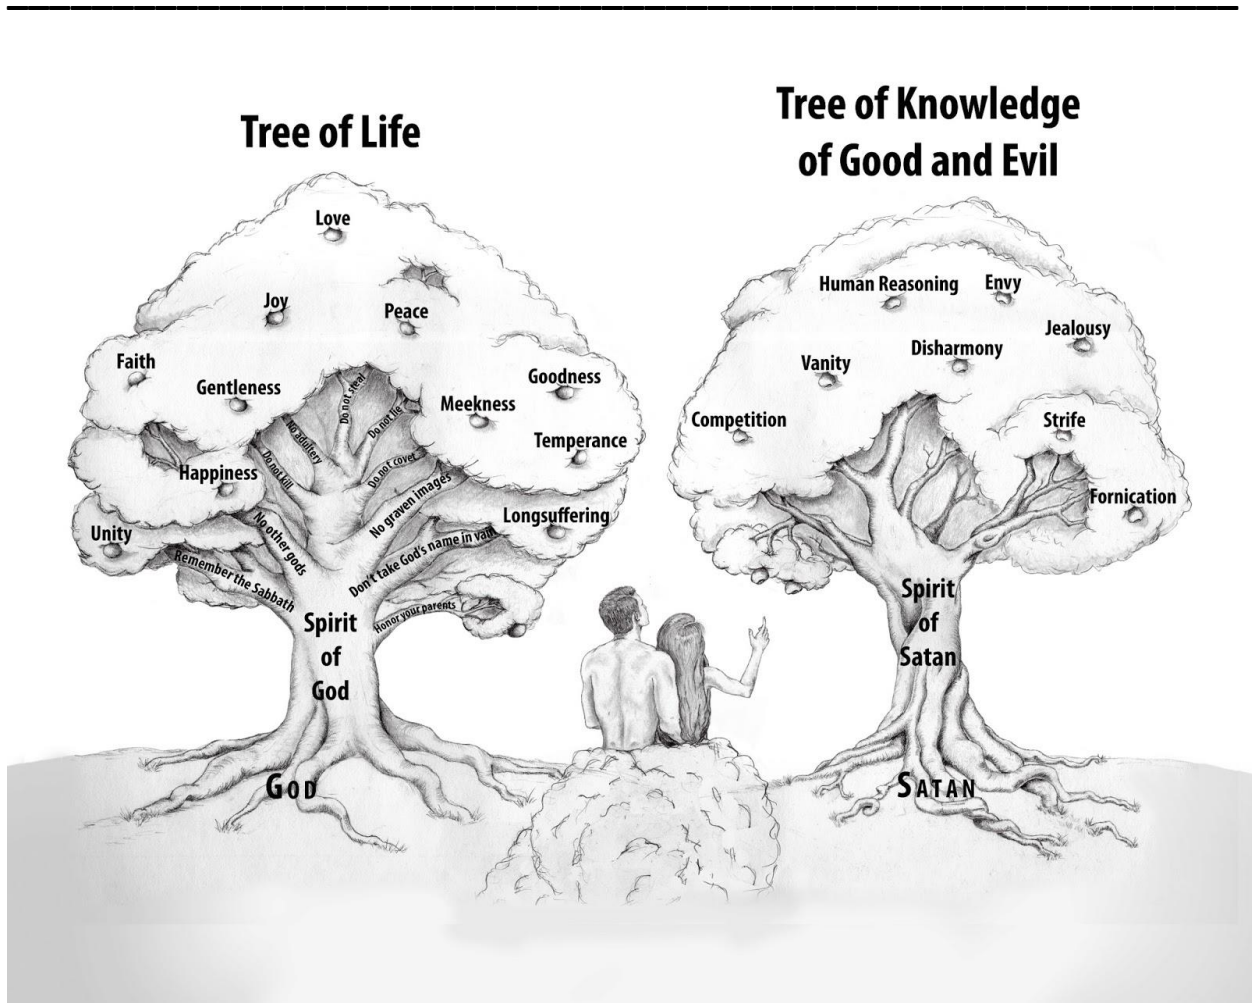 Tree of Life
Tree of Knowledge
of Good and Evil
Love
Joy
Peace
Faith
Gentleness
Goodness
Meekness
Temperance
Happiness
Unity
Longsuffering
Do not steal
Do not lie
No adultery
Do not kill
Do not covet
No graven images
No other gods
Don't take God's name in vain
Remember the Sabbath
Honor your parents
Spirit
of
God
GOD
Human Reasoning
Envy
Jealousy
Vanity
Disharmony
Competition
Strife
Fornication
Spirit
of
Satan
SATAN